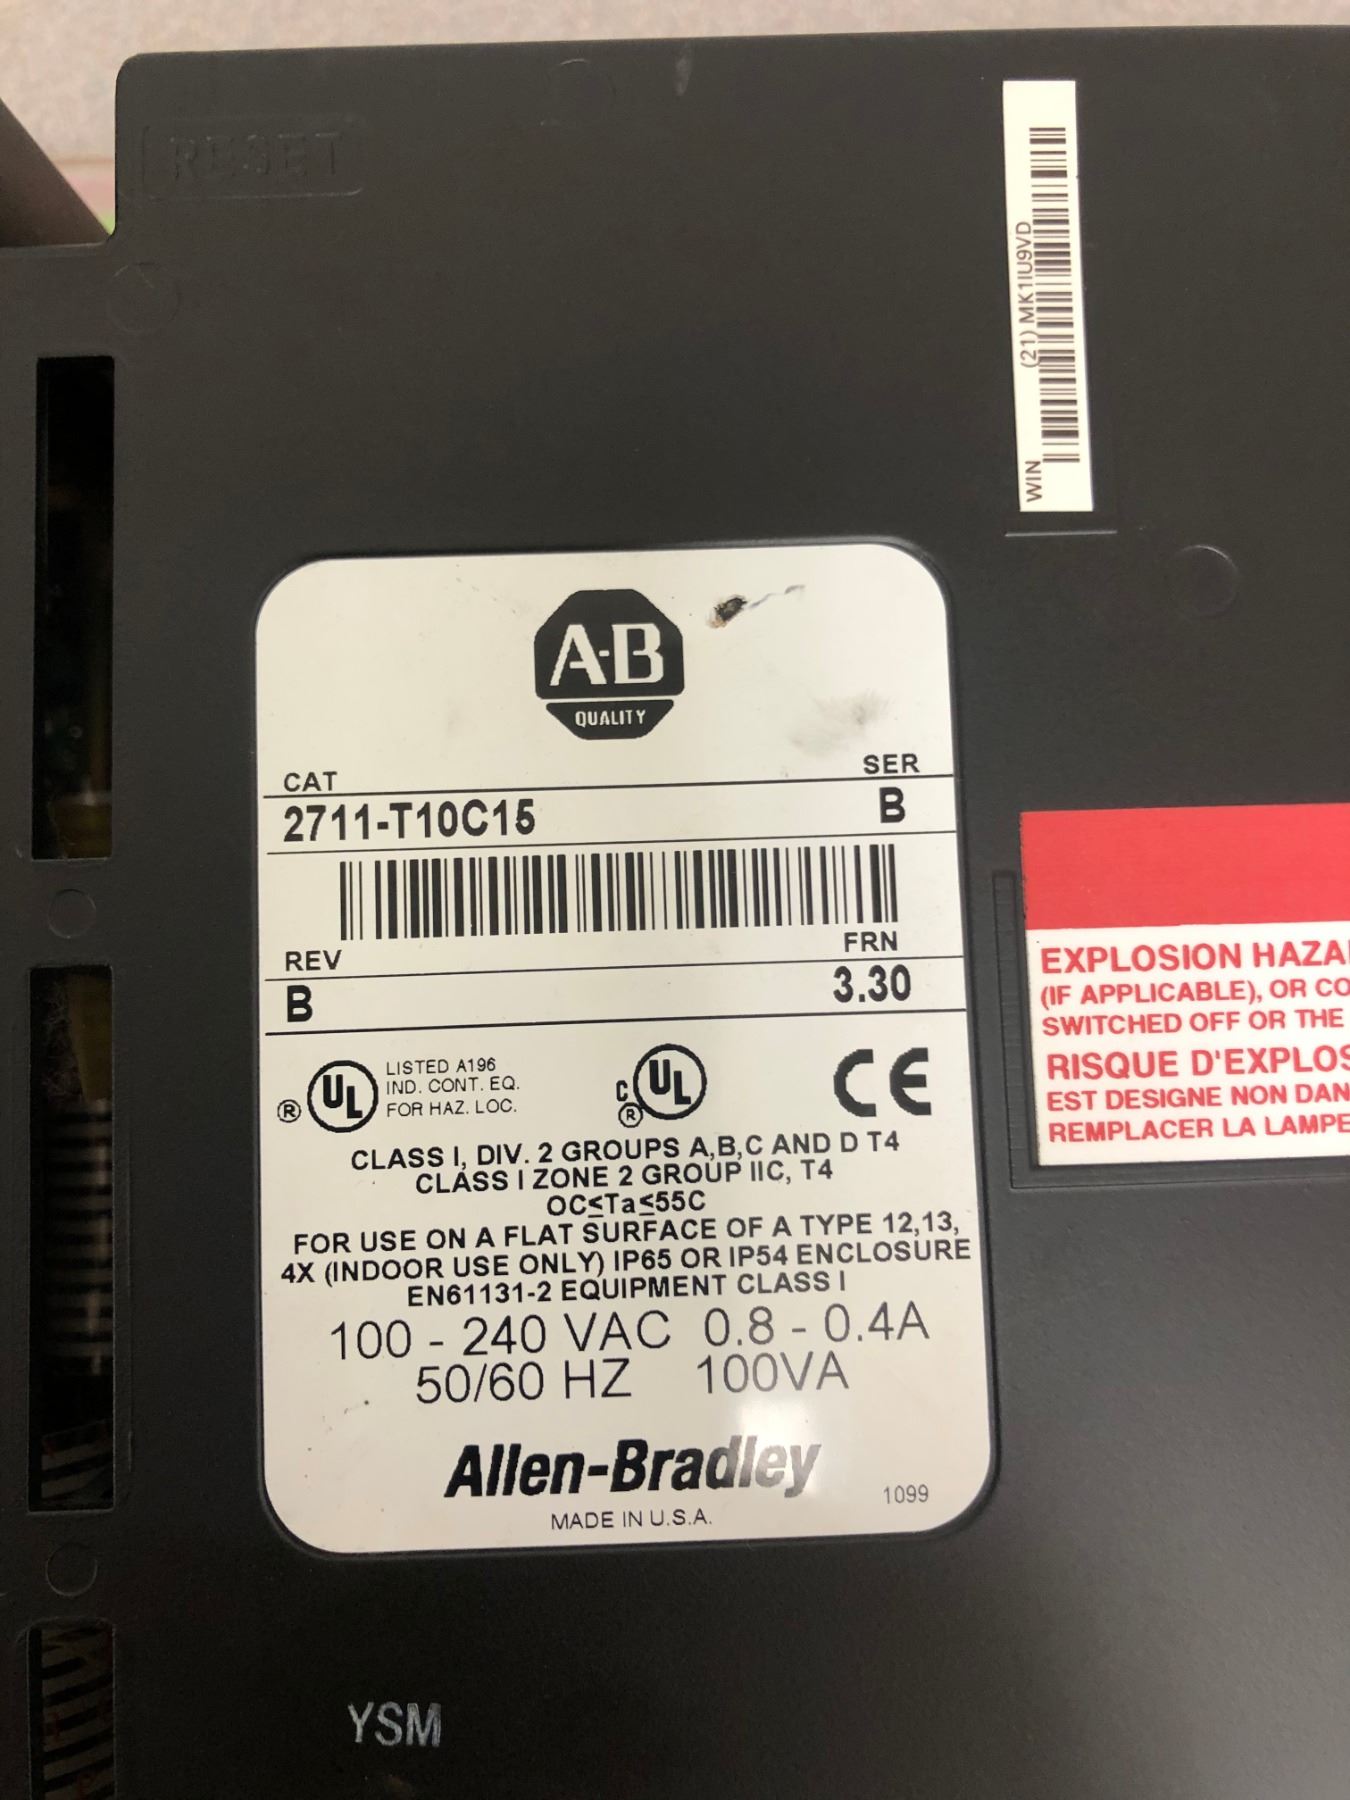 RESET
WIN (21) MK1IU9VD
A-B
QUALITY
CAT SER
2711-T10C15 B
REV FRN
B 3.30
® UL LISTED A196
IND. CONT. EQ.
FOR HAZ. LOC.
C UL ®
CE
CLASS I, DIV. 2 GROUPS A,B,C AND D T4
CLASS I ZONE 2 GROUP IIC, T4
OC≤Ta≤55C
FOR USE ON A FLAT SURFACE OF A TYPE 12,13,
4X (INDOOR USE ONLY) IP65 OR IP54 ENCLOSURE
EN61131-2 EQUIPMENT CLASS I
100 - 240 VAC 0.8 - 0.4A
50/60 HZ 100VA
Allen-Bradley
MADE IN U.S.A. 1099
EXPLOSION HAZA
(IF APPLICABLE), OR CO
SWITCHED OFF OR THE
RISQUE D'EXPLOS
EST DESIGNE NON DAN
REMPLACER LA LAMPE
YSM